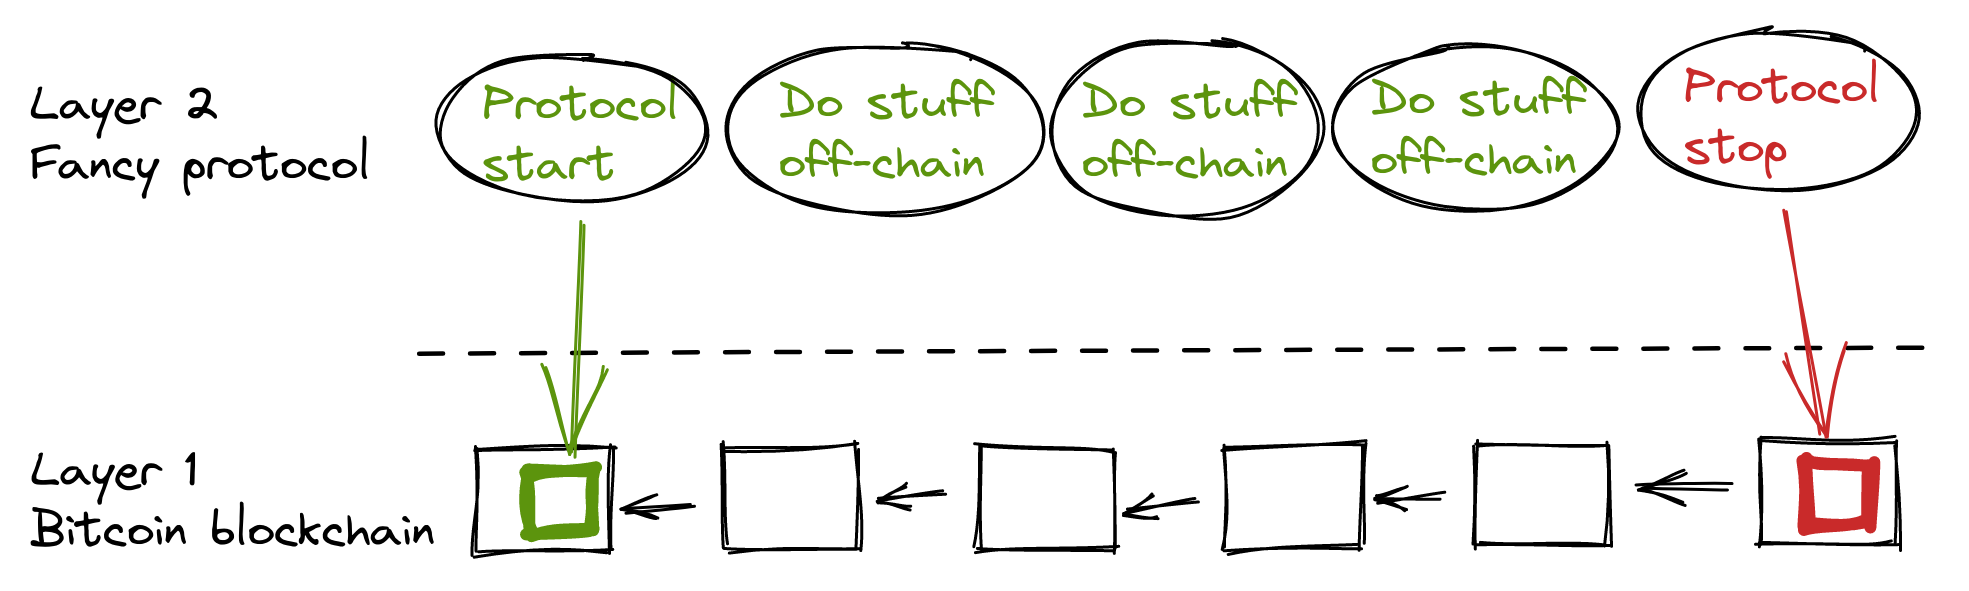 Layer 2
Fancy protocol
Protocol
start
Do stuff
off-chain
Do stuff
off-chain
Do stuff
off-chain
Protocol
stop
Layer 1
Bitcoin blockchain